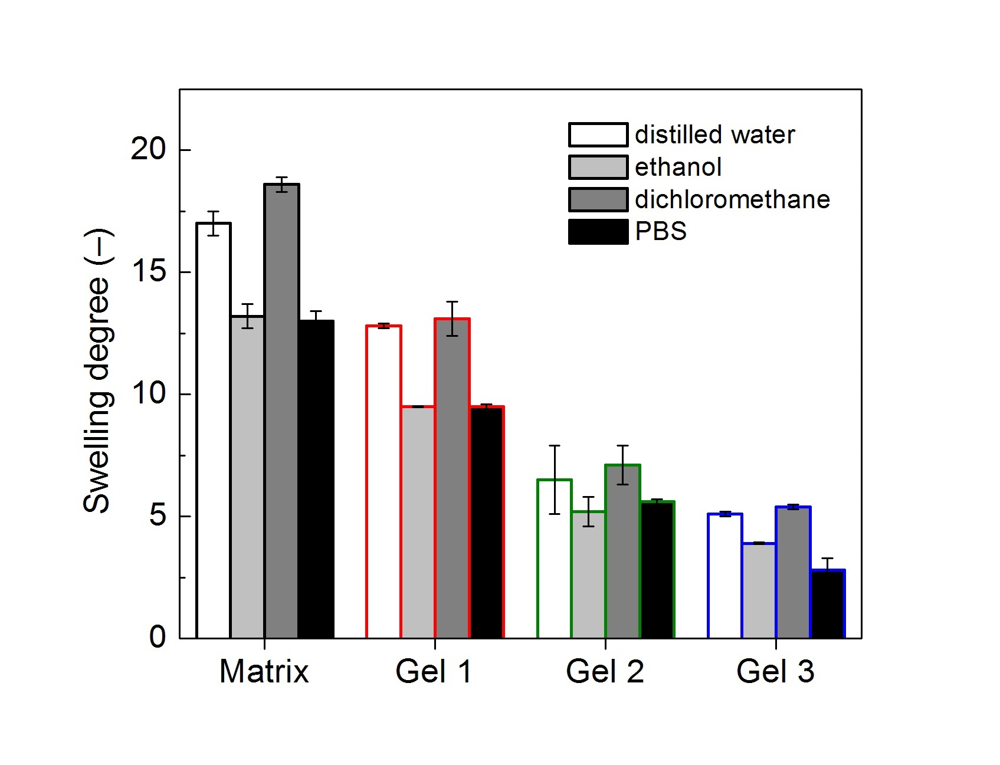 distilled water
ethanol
dichloromethane
PBS
20
15
10
5
0
Swelling degree (–)
Matrix Gel 1 Gel 2 Gel 3